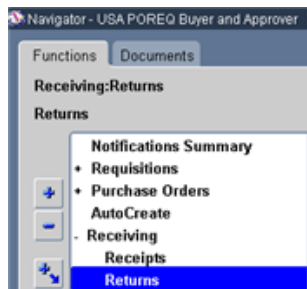 Navigator - USA POREQ Buyer and Approver
Functions Documents
Receiving:Returns
Returns
Notifications Summary
+ Requisitions
+ Purchase Orders
AutoCreate
- Receiving
Receipts
Returns